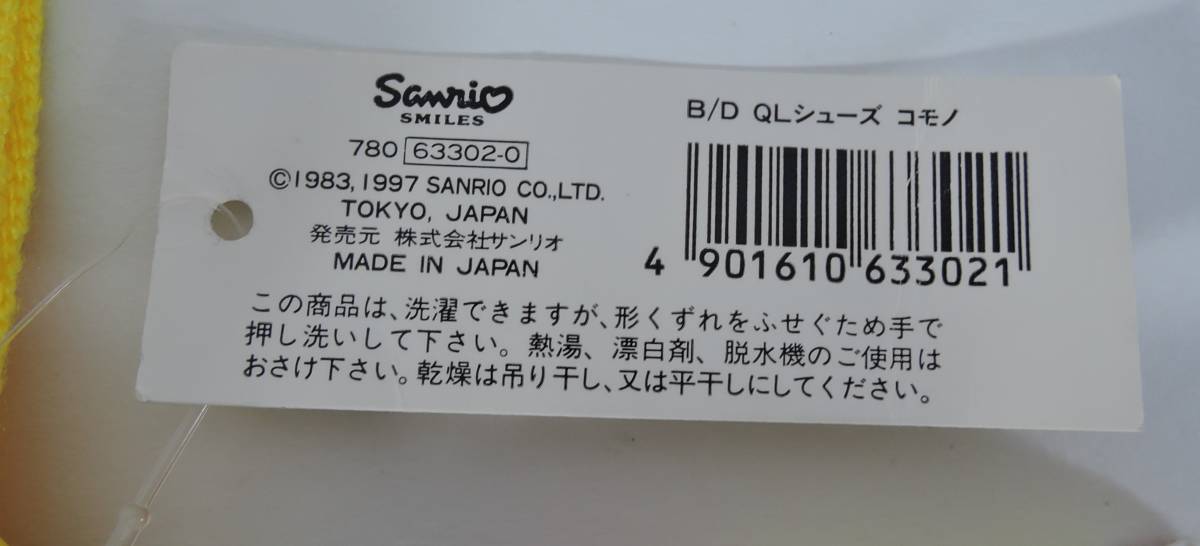 Sanrio
SMILES
780 63302-0
©1983, 1997 SANRIO CO.,LTD.
TOKYO, JAPAN
発売元 株式会社サンリオ
MADE IN JAPAN
B/D QLシューズ コモノ
4 901610 633021
この商品は、洗濯できますが、形くずれをふせぐため手で
押し洗いして下さい。熱湯、漂白剤、脱水機のご使用は
おさけ下さい。乾燥は吊り干し、又は平干しにしてください。